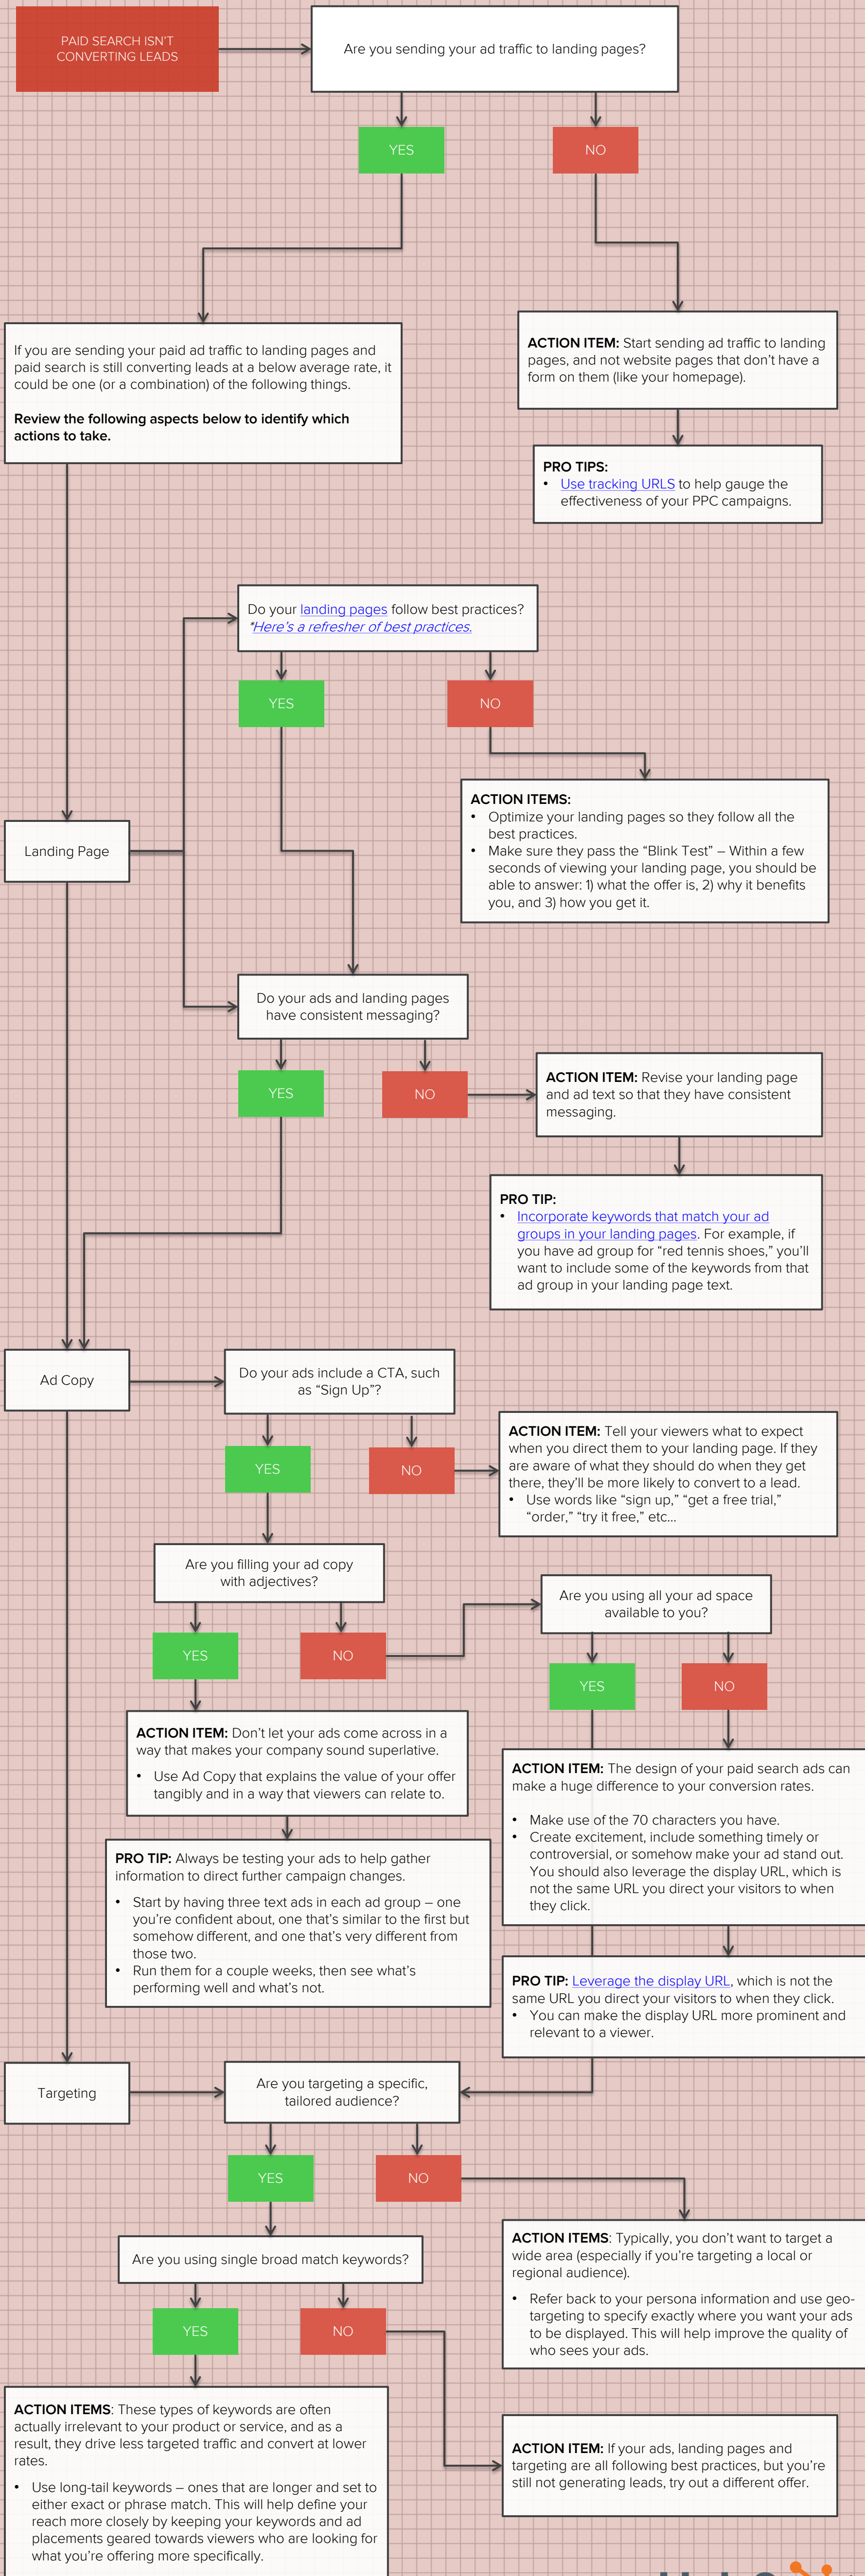 PAID SEARCH ISN'T
CONVERTING LEADS
Are you sending your ad traffic to landing pages?
YES
NO
If you are sending your paid ad traffic to landing pages and
paid search is still converting leads at a below average rate, it
could be one (or a combination) of the following things.
Review the following aspects below to identify which
actions to take.
ACTION ITEM: Start sending ad traffic to landing
pages, and not website pages that don't have a
form on them (like your homepage).
PRO TIPS:
• Use tracking URLS to help gauge the
effectiveness of your PPC campaigns.
Do your landing pages follow best practices?
*Here's a refresher of best practices.
YES
NO
ACTION ITEMS:
• Optimize your landing pages so they follow all the
best practices.
• Make sure they pass the “Blink Test” – Within a few
seconds of viewing your landing page, you should be
able to answer: 1) what the offer is, 2) why it benefits
you, and 3) how you get it.
Landing Page
Do your ads and landing pages
have consistent messaging?
YES
NO
ACTION ITEM: Revise your landing page
and ad text so that they have consistent
messaging.
PRO TIP:
• Incorporate keywords that match your ad
groups in your landing pages. For example, if
you have ad group for “red tennis shoes,” you'll
want to include some of the keywords from that
ad group in your landing page text.
Ad Copy
Do your ads include a CTA, such
as “Sign Up”?
YES
NO
ACTION ITEM: Tell your viewers what to expect
when you direct them to your landing page. If they
are aware of what they should do when they get
there, they'll be more likely to convert to a lead.
• Use words like “sign up,” “get a free trial,”
“order,” “try it free,” etc...
Are you filling your ad copy
with adjectives?
YES
NO
Are you using all your ad space
available to you?
YES
NO
ACTION ITEM: Don't let your ads come across in a
way that makes your company sound superlative.
• Use Ad Copy that explains the value of your offer
tangibly and in a way that viewers can relate to.
PRO TIP: Always be testing your ads to help gather
information to direct further campaign changes.
• Start by having three text ads in each ad group – one
you're confident about, one that's similar to the first but
somehow different, and one that's very different from
those two.
• Run them for a couple weeks, then see what's
performing well and what's not.
ACTION ITEM: The design of your paid search ads can
make a huge difference to your conversion rates.
• Make use of the 70 characters you have.
• Create excitement, include something timely or
controversial, or somehow make your ad stand out.
You should also leverage the display URL, which is
not the same URL you direct your visitors to when
they click.
PRO TIP: Leverage the display URL, which is not the
same URL you direct your visitors to when they click.
• You can make the display URL more prominent and
relevant to a viewer.
Targeting
Are you targeting a specific,
tailored audience?
YES
NO
Are you using single broad match keywords?
YES
NO
ACTION ITEMS: Typically, you don't want to target a
wide area (especially if you're targeting a local or
regional audience).
• Refer back to your persona information and use geo-
targeting to specify exactly where you want your ads
to be displayed. This will help improve the quality of
who sees your ads.
ACTION ITEMS: These types of keywords are often
actually irrelevant to your product or service, and as a
result, they drive less targeted traffic and convert at lower
rates.
• Use long-tail keywords – ones that are longer and set to
either exact or phrase match. This will help define your
reach more closely by keeping your keywords and ad
placements geared towards viewers who are looking for
what you're offering more specifically.
ACTION ITEM: If your ads, landing pages and
targeting are all following best practices, but you're
still not generating leads, try out a different offer.